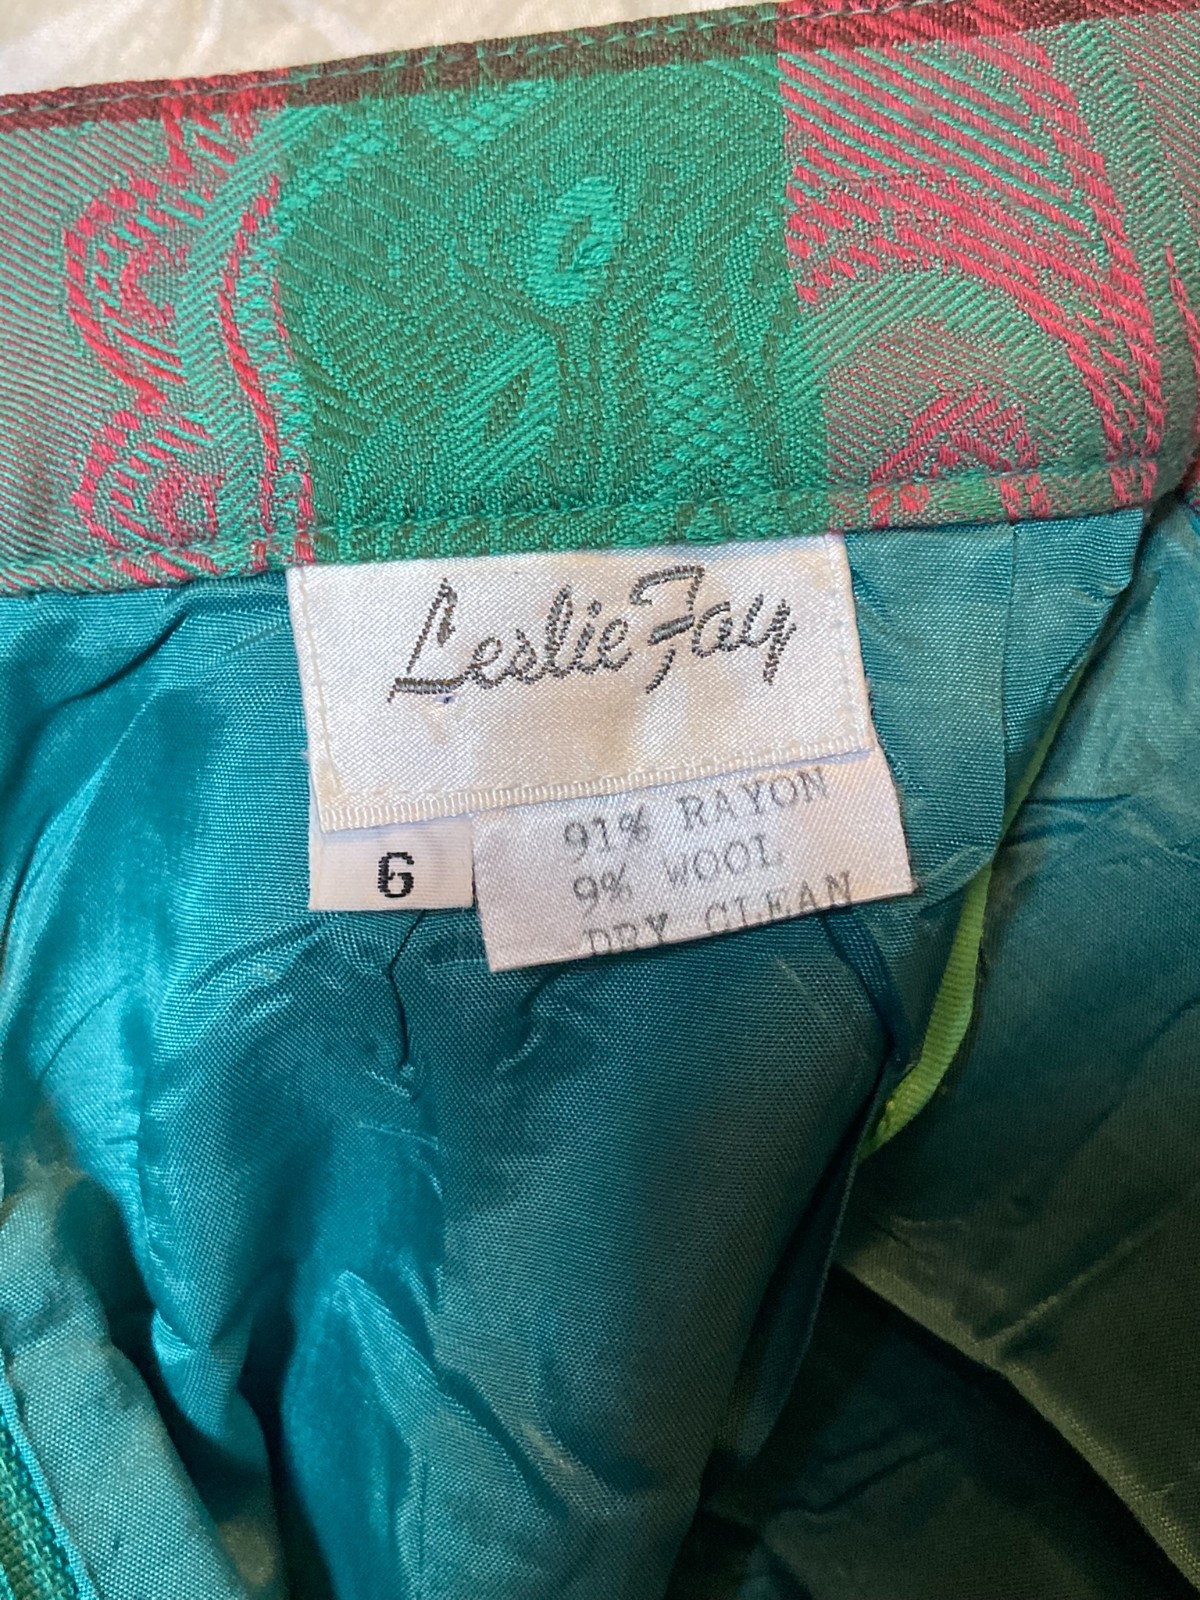 Leslie Fay
6
91% RAYON
9% WOOL
DRY CLEAN